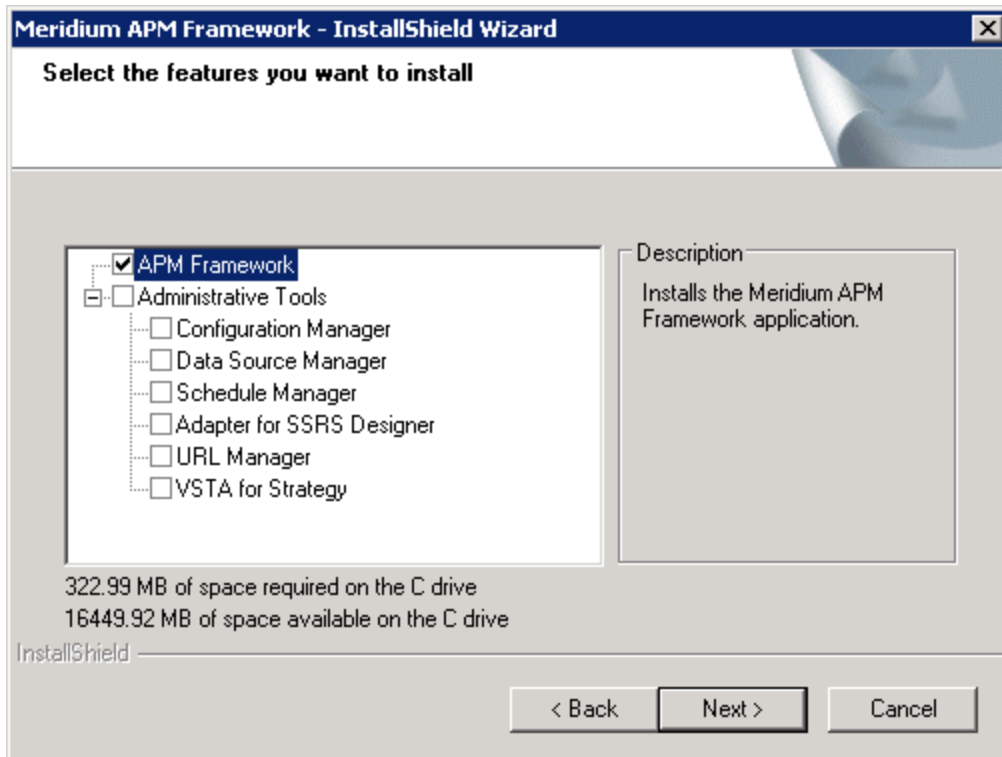 Meridium APM Framework - InstallShield Wizard
Select the features you want to install
APM Framework
Administrative Tools
Configuration Manager
Data Source Manager
Schedule Manager
Adapter for SSRS Designer
URL Manager
VSTA for Strategy
Description
Installs the Meridium APM
Framework application.
322.99 MB of space required on the C drive
16449.92 MB of space available on the C drive
InstallShield
< Back
Next >
Cancel